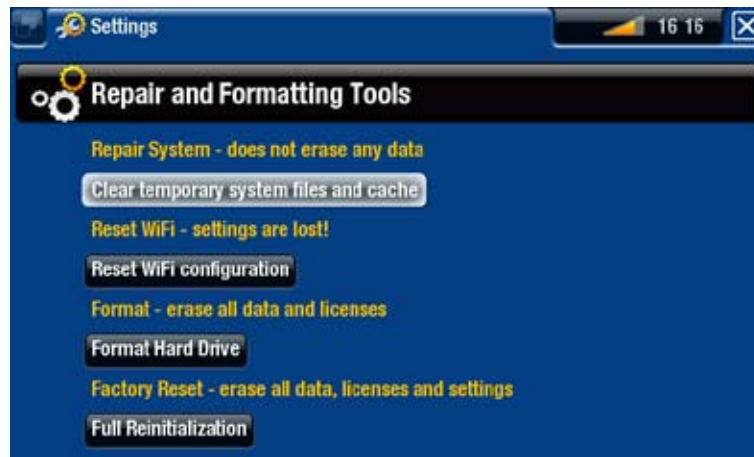 Settings
16 16
Repair and Formatting Tools
Repair System - does not erase any data
Clear temporary system files and cache
Reset WiFi - settings are lost!
Reset WiFi configuration
Format - erase all data and licenses
Format Hard Drive
Factory Reset - erase all data, licenses and settings
Full Reinitialization